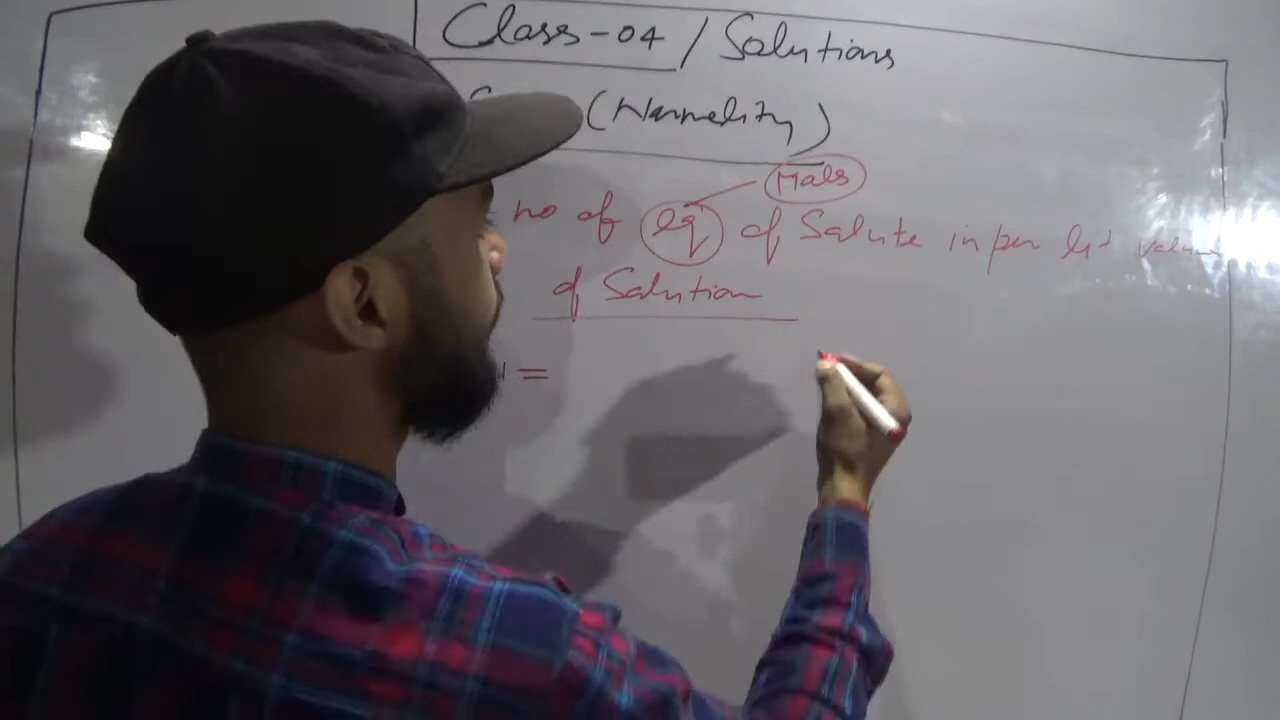 Class-04 / Solutions
(Normality)
Mols
no of eq of Solute in per lit volume
of Solution
=